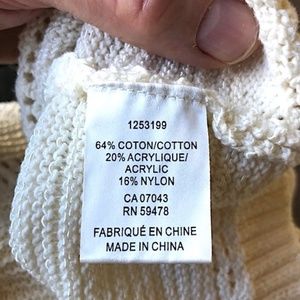 1253199
64% COTON/COTTON
20% ACRYLIQUE/
ACRYLIC
16% NYLON
CA 07043
RN 59478
FABRIQUÉ EN CHINE
MADE IN CHINA